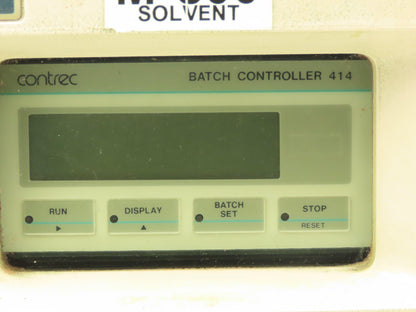 SOLVENT
contrec
BATCH CONTROLLER 414
RUN
DISPLAY
BATCH
SET
STOP
RESET